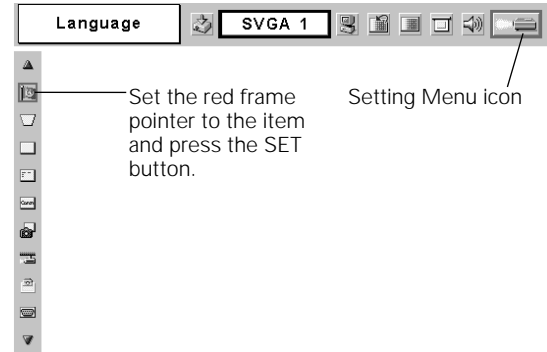 Language
SVGA 1
Set the red frame
pointer to the item
and press the SET
button.
Setting Menu icon